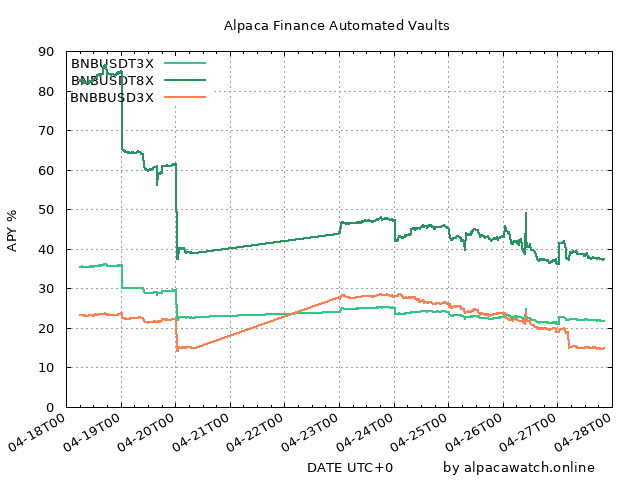 Alpaca Finance Automated Vaults
BNBUSDT3X
BNBUSDT8X
BNBBUSD3X
APY %
90
80
70
60
50
40
30
20
10
0
04-18T00
04-19T00
04-20T00
04-21T00
04-22T00
04-23T00
04-24T00
04-25T00
04-26T00
04-27T00
04-28T00
DATE UTC+0
by alpacawatch.online